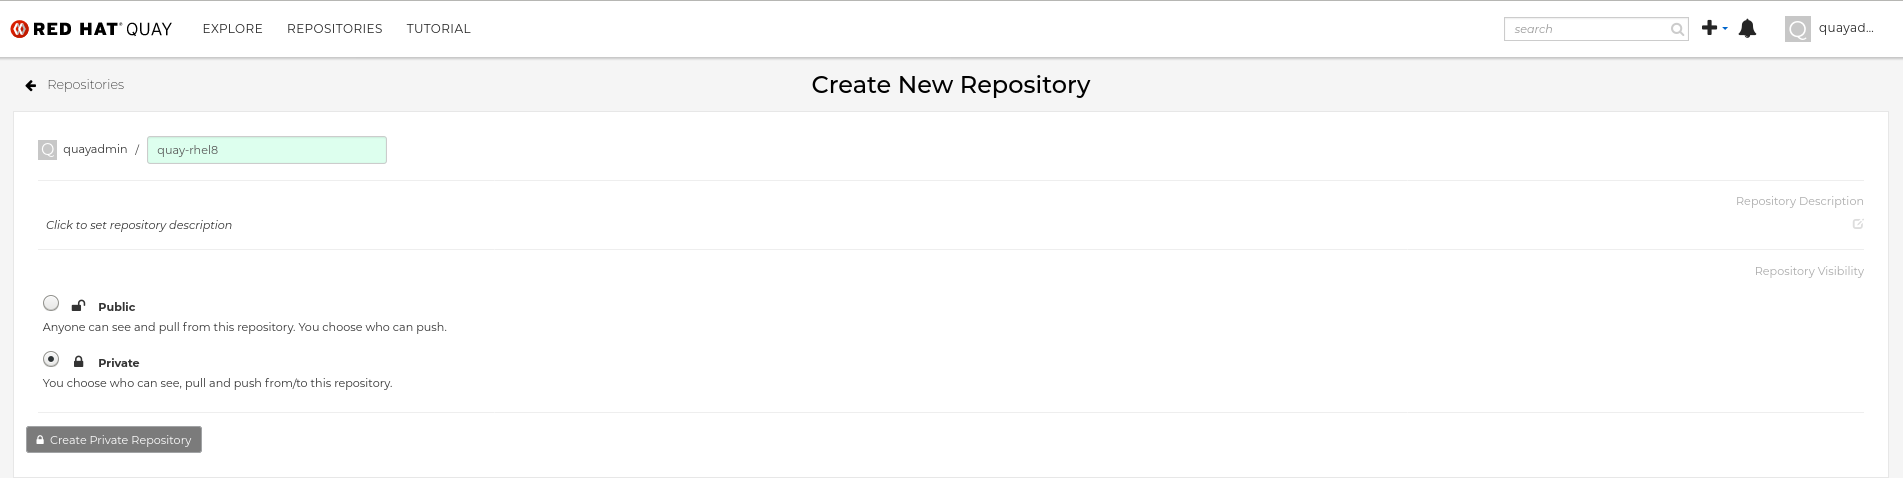 RED HAT® QUAY EXPLORE REPOSITORIES TUTORIAL search Q quayad...
Repositories Create New Repository
Q quayadmin / quay-rhel8
Repository Description
Click to set repository description
Repository Visibility
Public
Anyone can see and pull from this repository. You choose who can push.
Private
You choose who can see, pull and push from/to this repository.
Create Private Repository